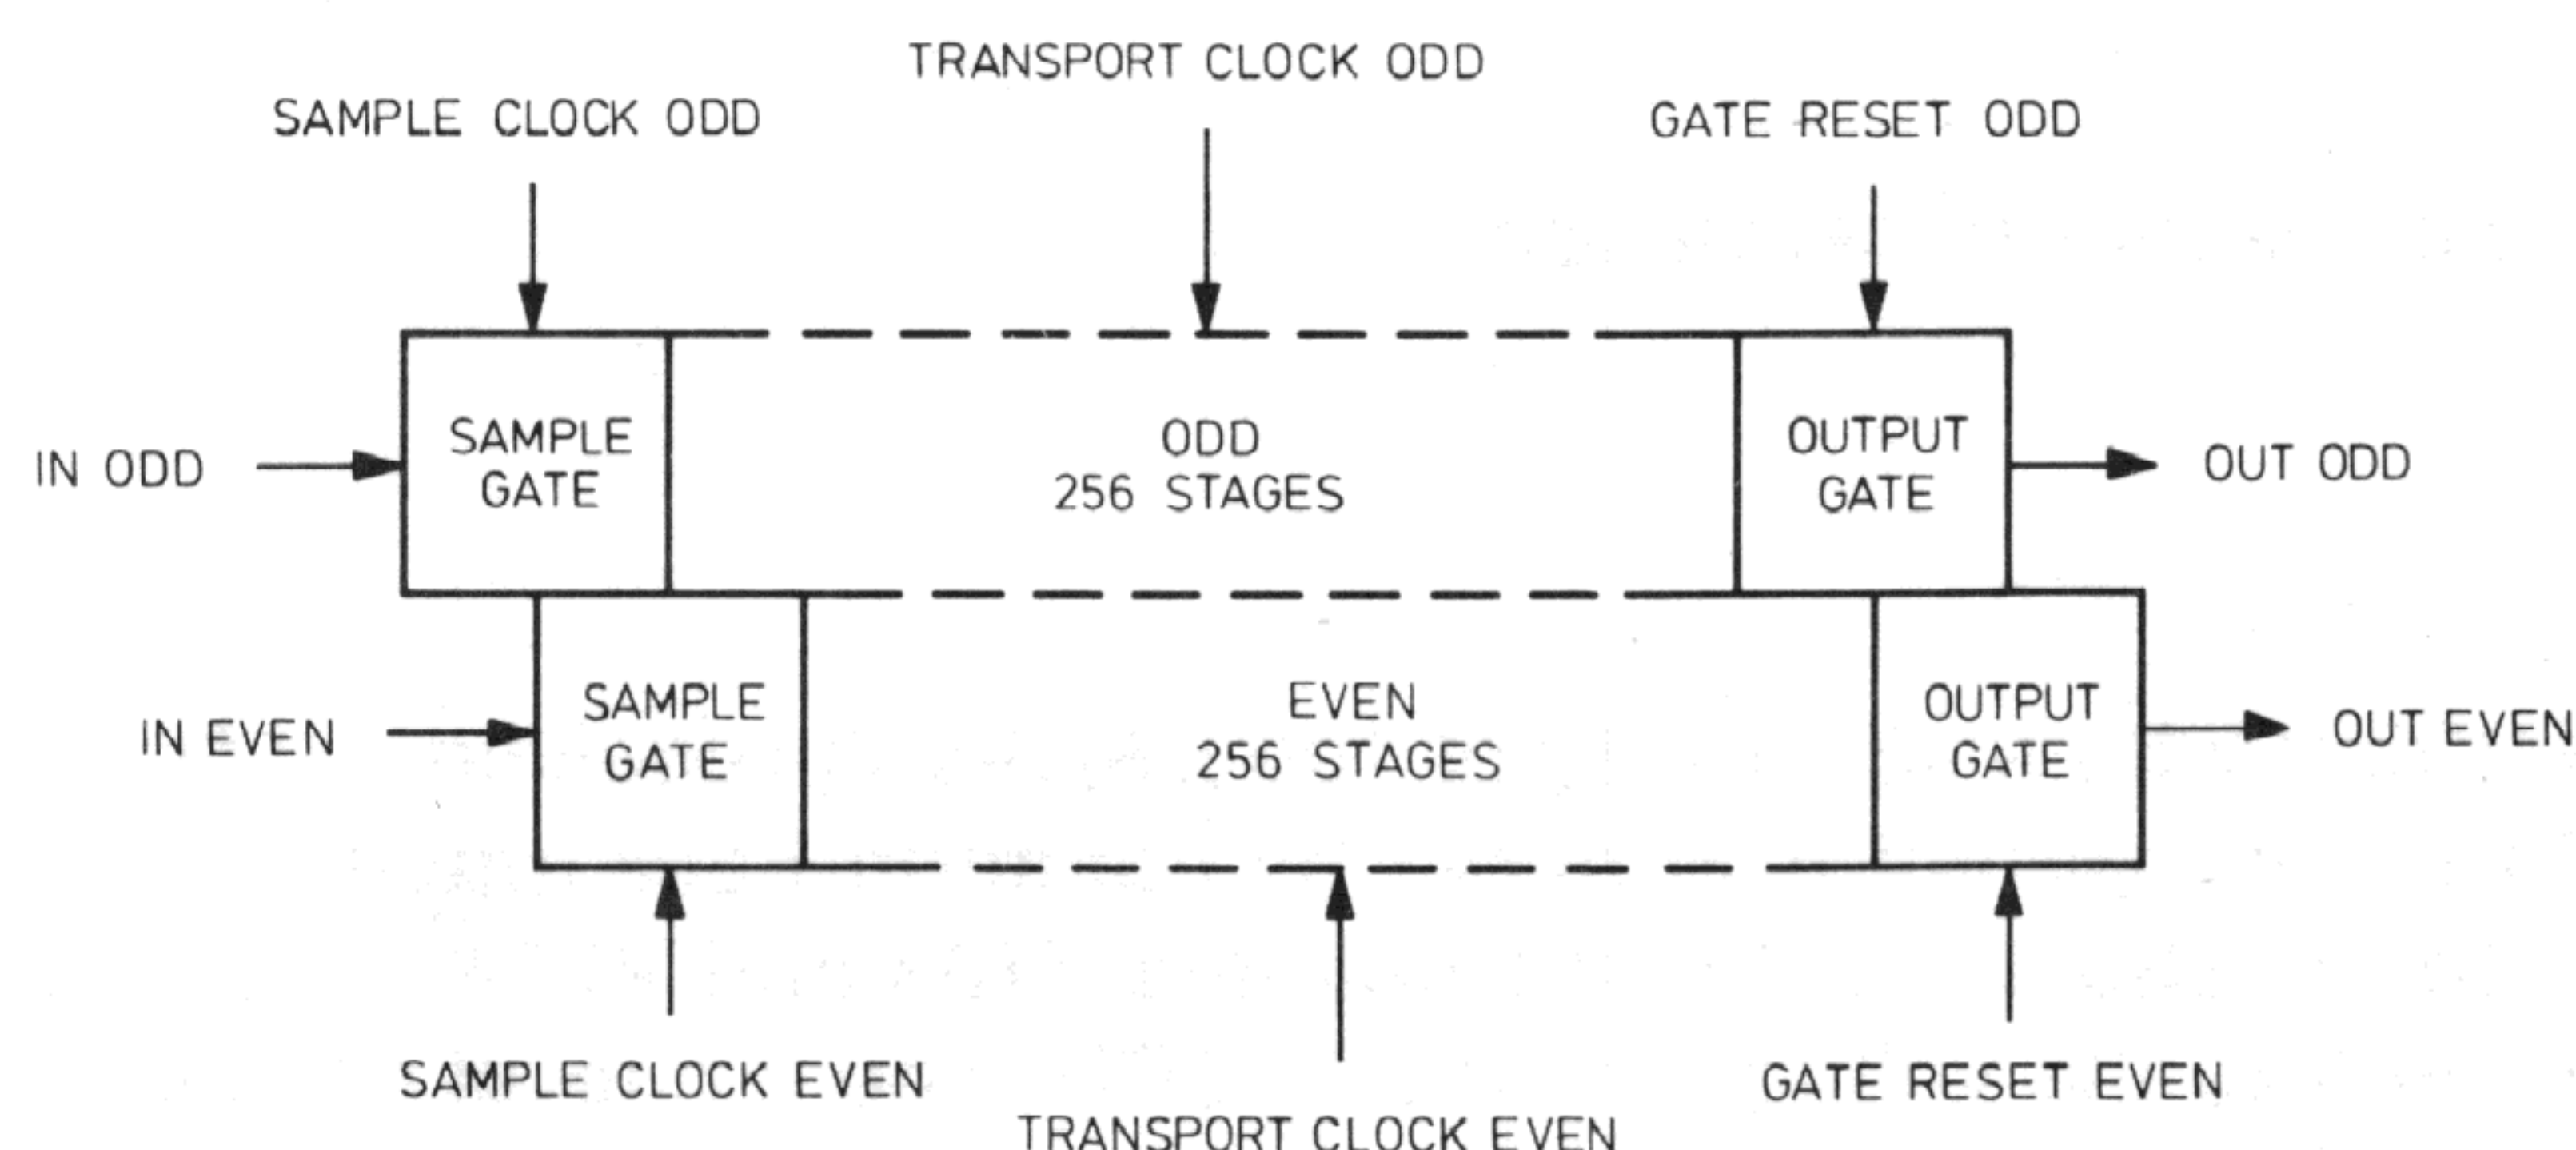 TRANSPORT CLOCK ODD
SAMPLE CLOCK ODD
GATE RESET ODD
IN ODD
SAMPLE
GATE
ODD
256 STAGES
OUTPUT
GATE
OUT ODD
IN EVEN
SAMPLE
GATE
EVEN
256 STAGES
OUTPUT
GATE
OUT EVEN
SAMPLE CLOCK EVEN
GATE RESET EVEN
TRANSPORT CLOCK EVEN